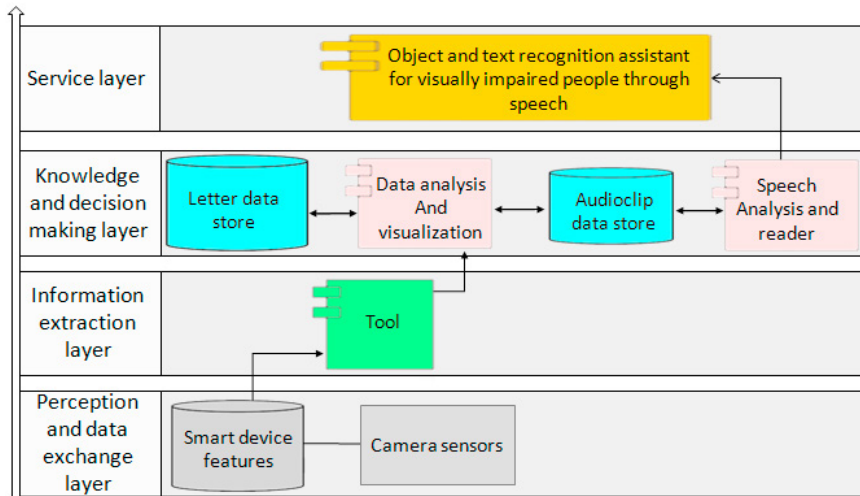 Service layer
Object and text recognition assistant
for visually impaired people through
speech
Knowledge
and decision
making layer
Letter data
store
Data analysis
And
visualization
Audioclip
data store
Speech
Analysis and
reader
Information
extraction
layer
Tool
Perception
and data
exchange
layer
Smart device
features
Camera sensors